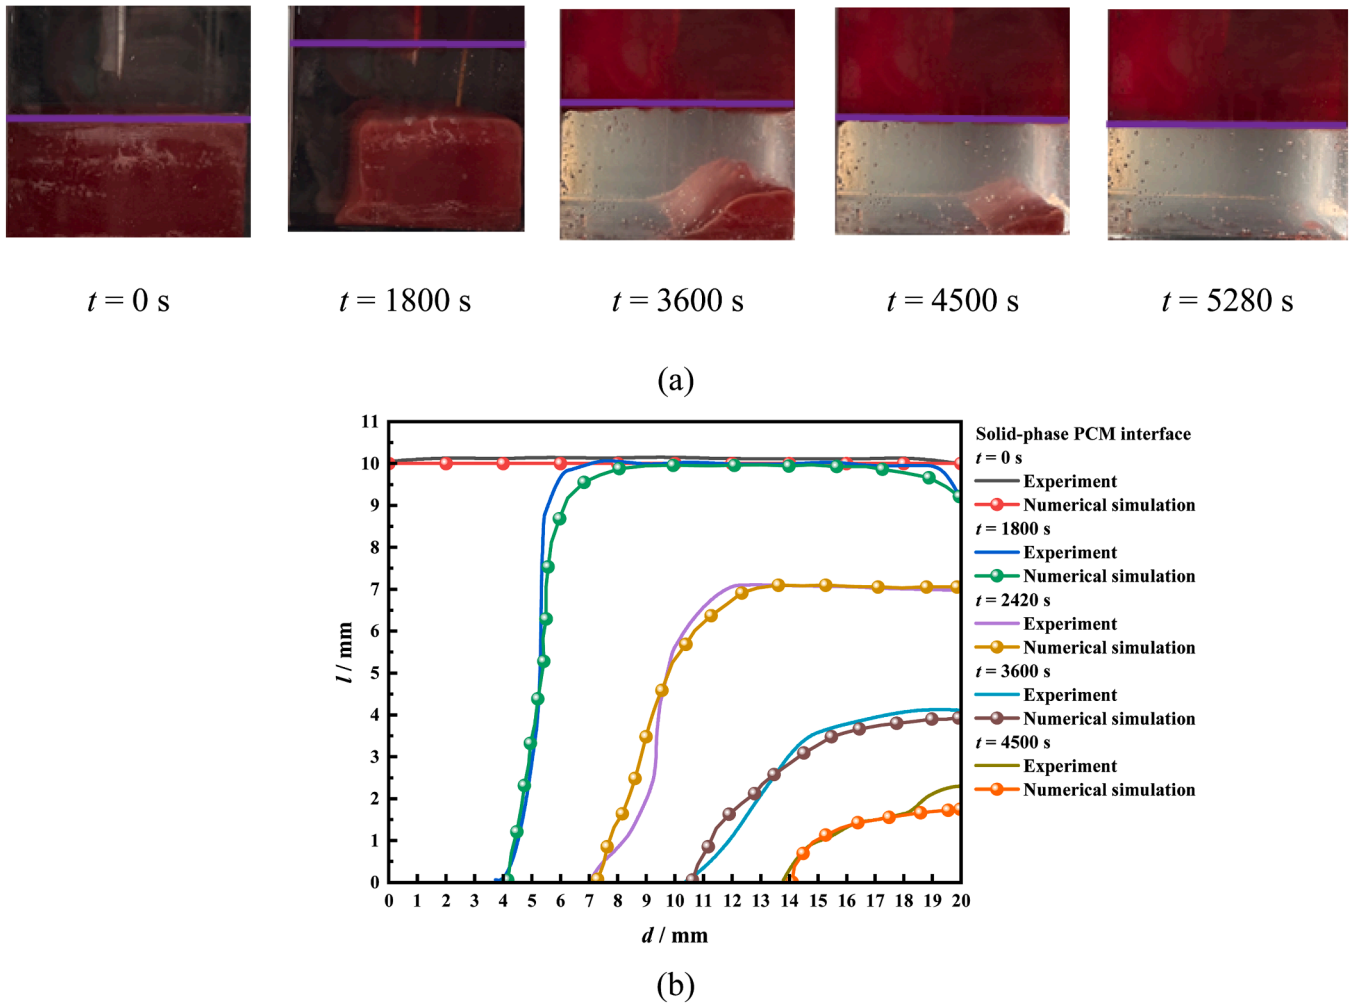 t = 0 s
t = 1800 s
t = 3600 s
t = 4500 s
t = 5280 s
(a)
11
10
9
8
7
6
5
4
3
2
1
0
l / mm
0 1 2 3 4 5 6 7 8 9 10 11 12 13 14 15 16 17 18 19 20
d / mm
Solid-phase PCM interface
t = 0 s
Experiment
Numerical simulation
t = 1800 s
Experiment
Numerical simulation
t = 2420 s
Experiment
Numerical simulation
t = 3600 s
Experiment
Numerical simulation
t = 4500 s
Experiment
Numerical simulation
(b)